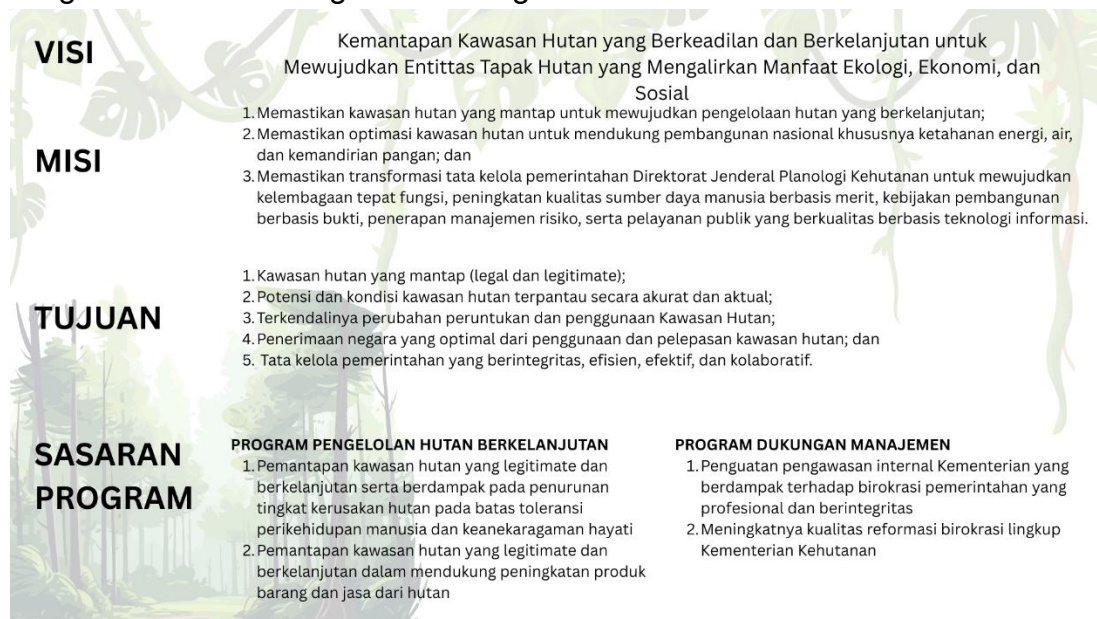 VISI
Kemantapan Kawasan Hutan yang Berkeadilan dan Berkelanjutan untuk
Mewujudkan Entittas Tapak Hutan yang Mengalirkan Manfaat Ekologi, Ekonomi, dan
Sosial
MISI
1. Memastikan kawasan hutan yang mantap untuk mewujudkan pengelolaan hutan yang berkelanjutan;
2. Memastikan optimasi kawasan hutan untuk mendukung pembangunan nasional khususnya ketahanan energi, air,
dan kemandirian pangan; dan
3. Memastikan transformasi tata kelola pemerintahan Direktorat Jenderal Planologi Kehutanan untuk mewujudkan
kelembagaan tepat fungsi, peningkatan kualitas sumber daya manusia berbasis merit, kebijakan pembangunan
berbasis bukti, penerapan manajemen risiko, serta pelayanan publik yang berkualitas berbasis teknologi informasi.
TUJUAN
1. Kawasan hutan yang mantap (legal dan legitimate);
2. Potensi dan kondisi kawasan hutan terpantau secara akurat dan aktual;
3. Terkendalinya perubahan peruntukan dan penggunaan Kawasan Hutan;
4. Penerimaan negara yang optimal dari penggunaan dan pelepasan kawasan hutan; dan
5. Tata kelola pemerintahan yang berintegritas, efisien, efektif, dan kolaboratif.
SASARAN
PROGRAM
PROGRAM PENGELOLAN HUTAN BERKELANJUTAN
1. Pemantapan kawasan hutan yang legitimate dan
berkelanjutan serta berdampak pada penurunan
tingkat kerusakan hutan pada batas toleransi
perikehidupan manusia dan keanekaragaman hayati
2. Pemantapan kawasan hutan yang legitimate dan
berkelanjutan dalam mendukung peningkatan produk
barang dan jasa dari hutan
PROGRAM DUKUNGAN MANAJEMEN
1. Penguatan pengawasan internal Kementerian yang
berdampak terhadap birokrasi pemerintahan yang
profesional dan berintegritas
2. Meningkatnya kualitas reformasi birokrasi lingkup
Kementerian Kehutanan